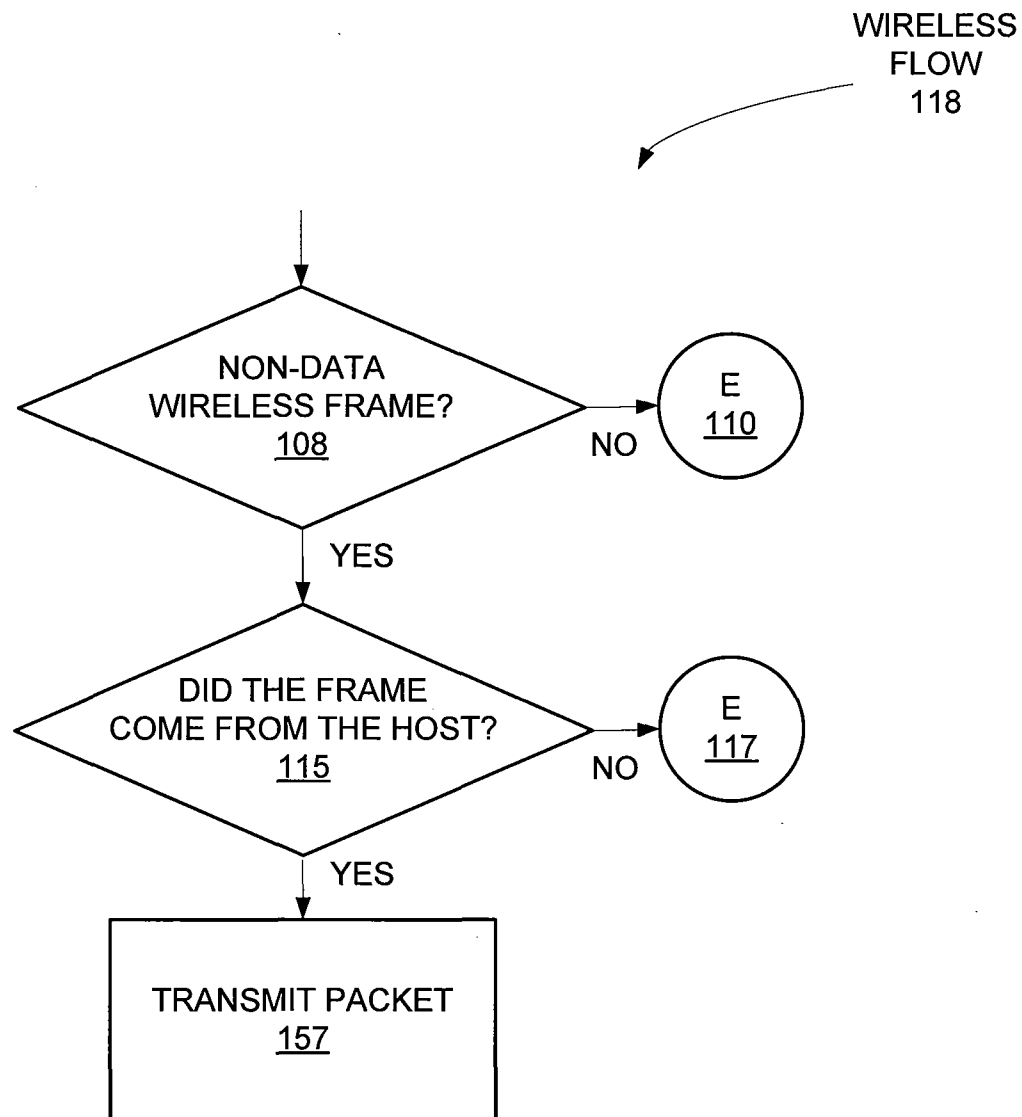 WIRELESS
FLOW
118
NON-DATA
WIRELESS FRAME?
108
NO
E
110
YES
DID THE FRAME
COME FROM THE HOST?
115
NO
E
117
YES
TRANSMIT PACKET
157